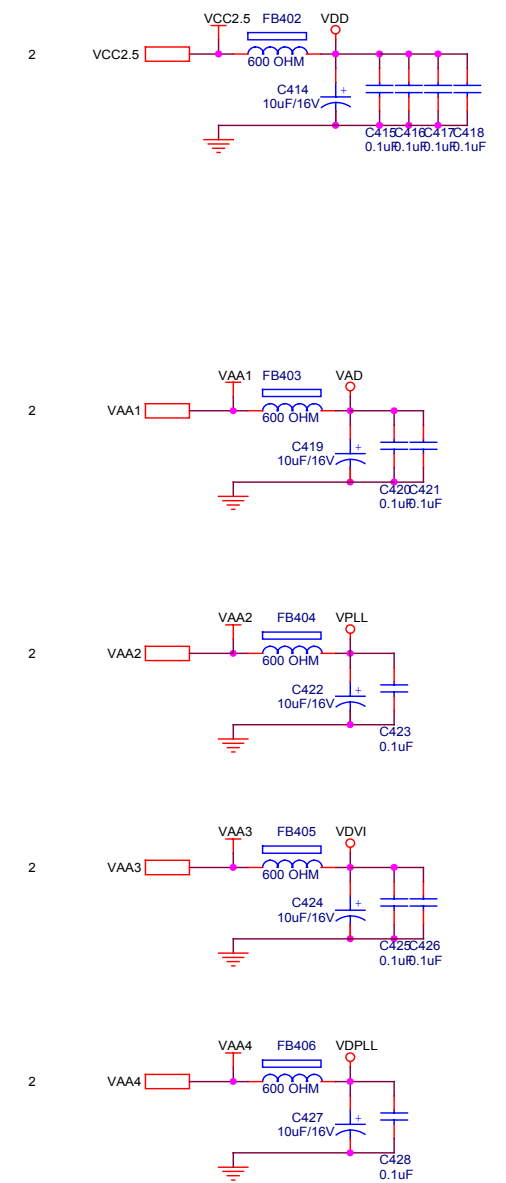 VCC2.5 FB402 VDD
2 VCC2.5
600 OHM
C414 +
10uF/16V
C415 C416 C417 C418
0.1uF 0.1uF 0.1uF 0.1uF
VAA1 FB403 VAD
2 VAA1
600 OHM
C419 +
10uF/16V
C420 C421
0.1uF 0.1uF
VAA2 FB404 VPLL
2 VAA2
600 OHM
C422 +
10uF/16V
C423
0.1uF
VAA3 FB405 VDVI
2 VAA3
600 OHM
C424 +
10uF/16V
C425 C426
0.1uF 0.1uF
VAA4 FB406 VDPLL
2 VAA4
600 OHM
C427 +
10uF/16V
C428
0.1uF